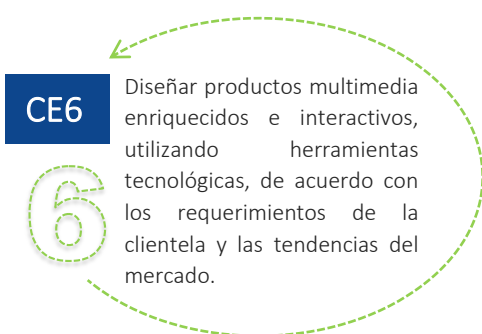 CE6
6
Diseñar productos multimedia
enriquecidos e interactivos,
utilizando herramientas
tecnológicas, de acuerdo con
los requerimientos de la
clientela y las tendencias del
mercado.